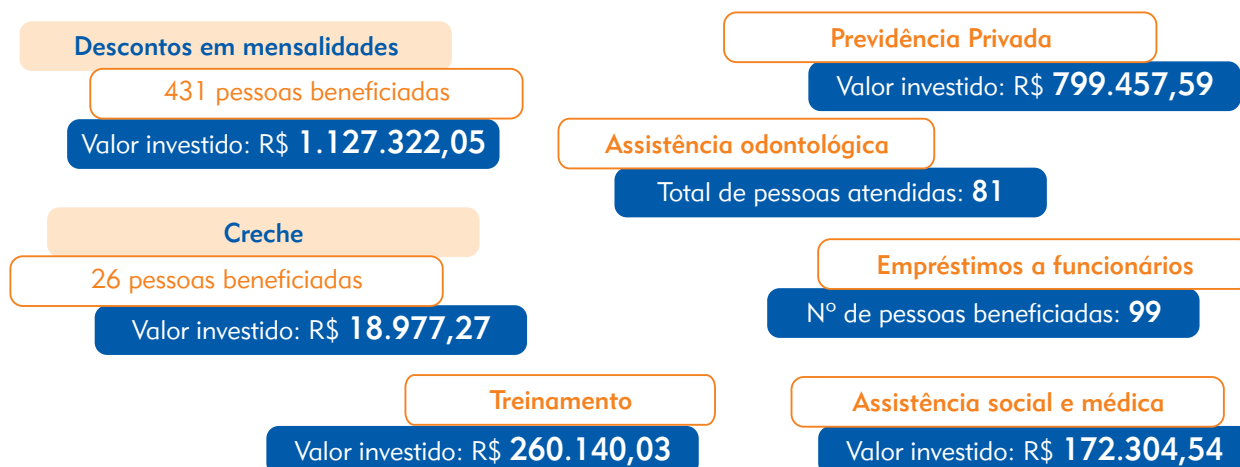 Descontos em mensalidades
431 pessoas beneficiadas
Valor investido: R$ 1.127.322,05
Creche
26 pessoas beneficiadas
Valor investido: R$ 18.977,27
Previdência Privada
Valor investido: R$ 799.457,59
Assistência odontológica
Total de pessoas atendidas: 81
Empréstimos a funcionários
Nº de pessoas beneficiadas: 99
Treinamento
Valor investido: R$ 260.140,03
Assistência social e médica
Valor investido: R$ 172.304,54